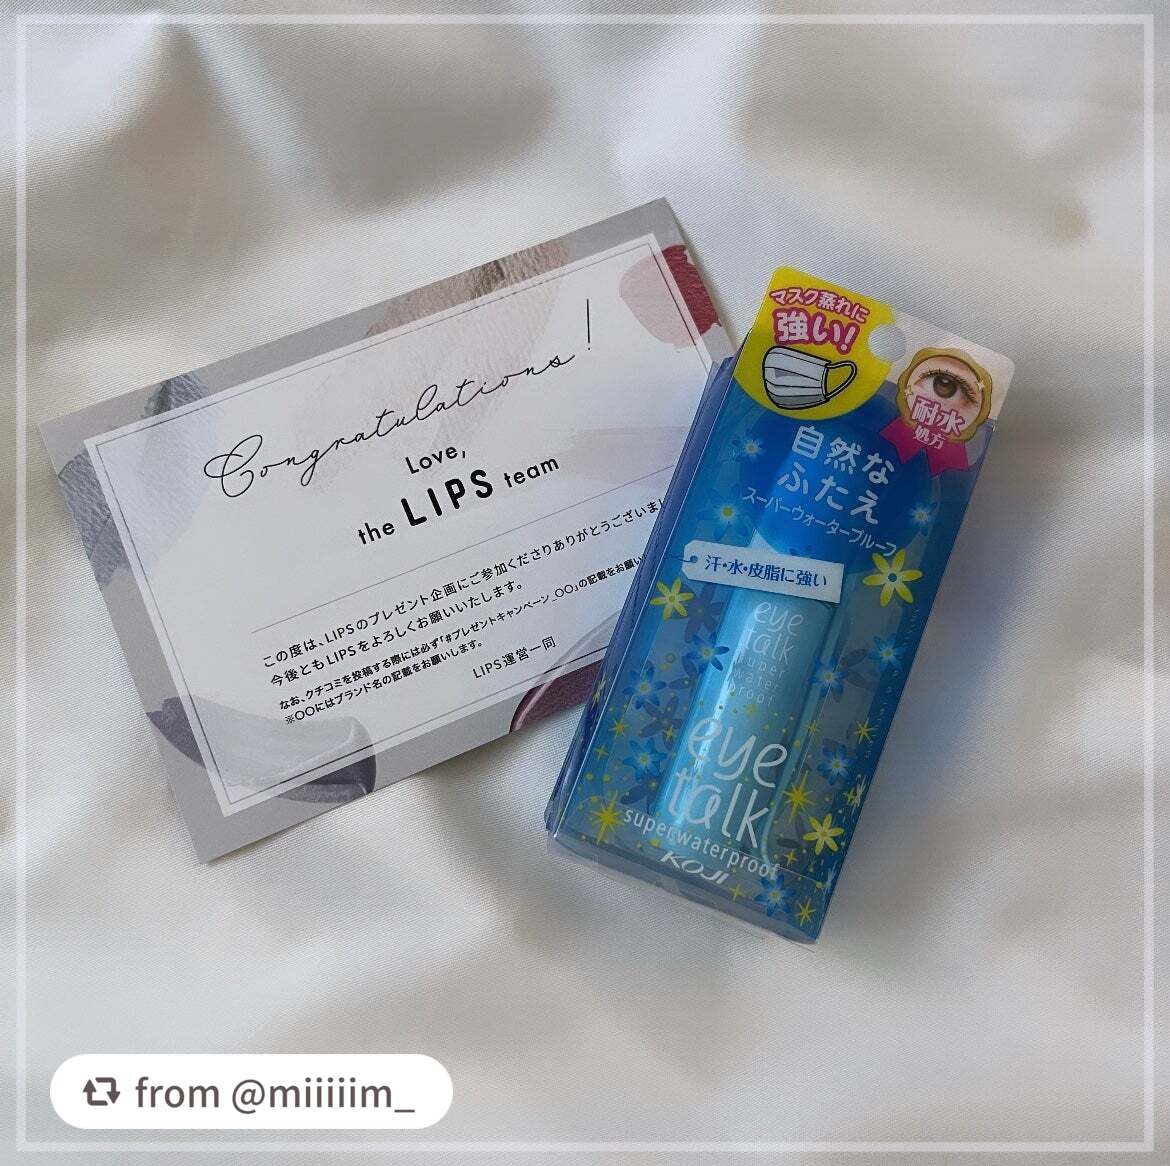 Congratulations!
Love,
the LIPS team
この度は、LIPSのプレゼント企画にご参加くださりありがとうございまし
今後ともLIPSをよろしくお願いいたします。
なお、クチコミを投稿する際には必ず「#プレゼントキャンペーン_〇〇」の記載をお願い
※〇〇にはブランド名の記載をお願いします。
LIPS運営一同
マスク蒸れに
強い!
耐水
処方
自然な
ふたえ
スーパーウォータープルーフ
汗・水・皮脂に強い
eye
talk
super
water
proof
eye
talk
super waterproof
KOJI
from @miiiiim_